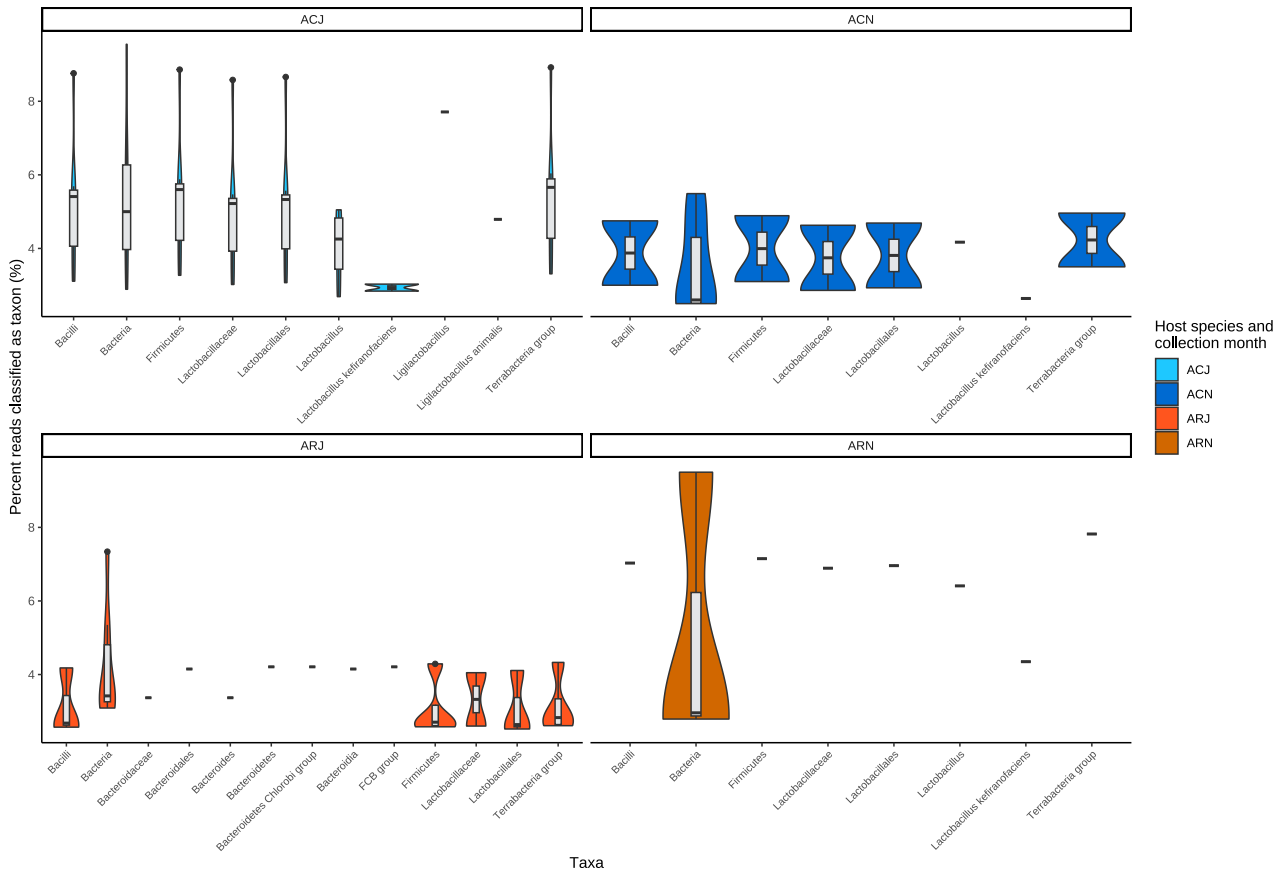 ACJ
ACN
8
6
4
Bacilli
Bacteria
Firmicutes
Lactobacillaceae
Lactobacillales
Lactobacillus
Lactobacillus kefiranofaciens
Ligilactobacillus
Ligilactobacillus animalis
Terrabacteria group
Bacilli
Bacteria
Firmicutes
Lactobacillaceae
Lactobacillales
Lactobacillus
Lactobacillus kefiranofaciens
Terrabacteria group
Percent reads classified as taxon (%)
Host species and
collection month
ACJ
ACN
ARJ
ARN
ARJ
ARN
8
6
4
Bacilli
Bacteria
Bacteroidaceae
Bacteroidales
Bacteroides
Bacteroidetes
Bacteroidetes Chlorobi group
Bacteroidia
FCB group
Firmicutes
Lactobacillaceae
Lactobacillales
Terrabacteria group
Bacilli
Bacteria
Firmicutes
Lactobacillaceae
Lactobacillales
Lactobacillus
Lactobacillus kefiranofaciens
Terrabacteria group
Taxa